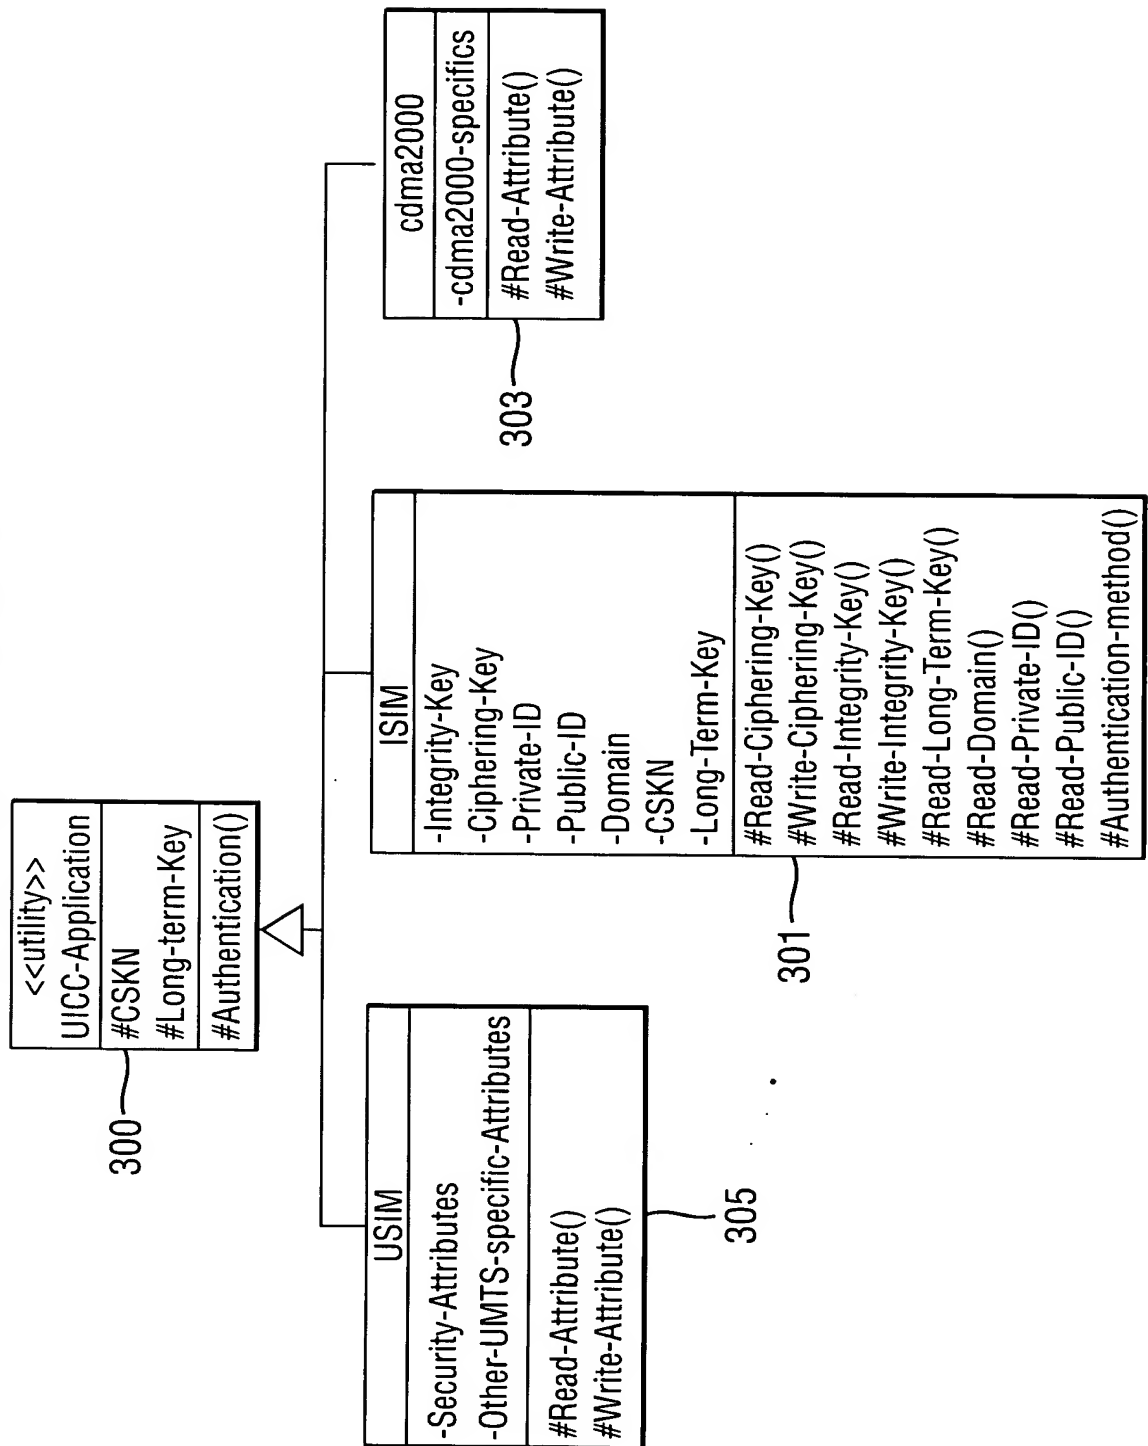 <<utility>>
UICC-Application
#CSKN
#Long-term-Key
#Authentication()
300
USIM
-Security-Attributes
-Other-UMTS-specific-Attributes
#Read-Attribute()
#Write-Attribute()
305
ISIM
-Integrity-Key
-Ciphering-Key
-Private-ID
-Public-ID
-Domain
-CSKN
-Long-Term-Key
#Read-Ciphering-Key()
#Write-Ciphering-Key()
#Read-Integrity-Key()
#Write-Integrity-Key()
#Read-Long-Term-Key()
#Read-Domain()
#Read-Private-ID()
#Read-Public-ID()
#Authentication-method()
301
cdma2000
-cdma2000-specifics
#Read-Attribute()
#Write-Attribute()
303